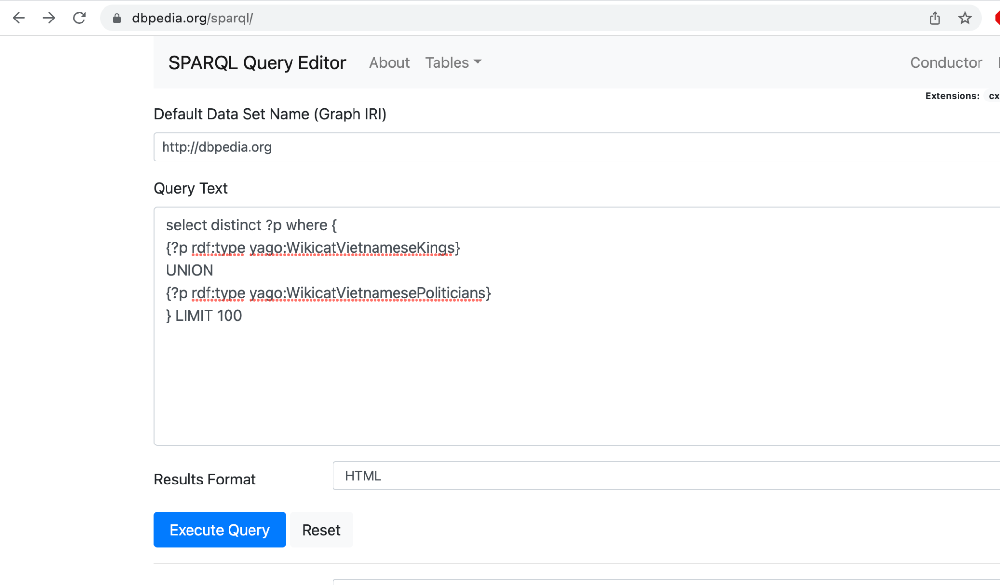 dbpedia.org/sparql/
SPARQL Query Editor About Tables Conductor
Extensions: cx
Default Data Set Name (Graph IRI)
http://dbpedia.org
Query Text
select distinct ?p where {
{?p rdf:type yago:WikicatVietnameseKings}
UNION
{?p rdf:type yago:WikicatVietnamesePoliticians}
} LIMIT 100
Results Format HTML
Execute Query Reset